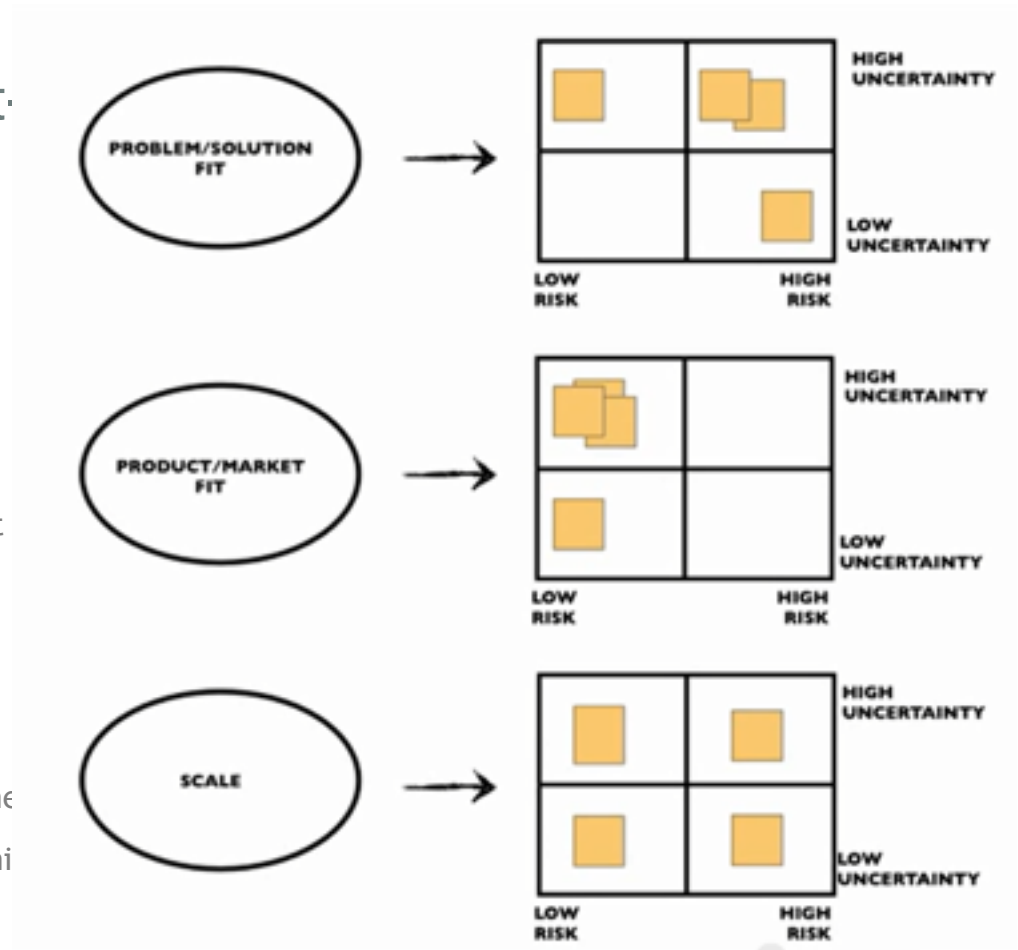 PROBLEM/SOLUTION
FIT
HIGH
UNCERTAINTY
LOW
UNCERTAINTY
LOW
RISK
HIGH
RISK
PRODUCT/MARKET
FIT
HIGH
UNCERTAINTY
LOW
UNCERTAINTY
LOW
RISK
HIGH
RISK
SCALE
HIGH
UNCERTAINTY
LOW
UNCERTAINTY
LOW
RISK
HIGH
RISK